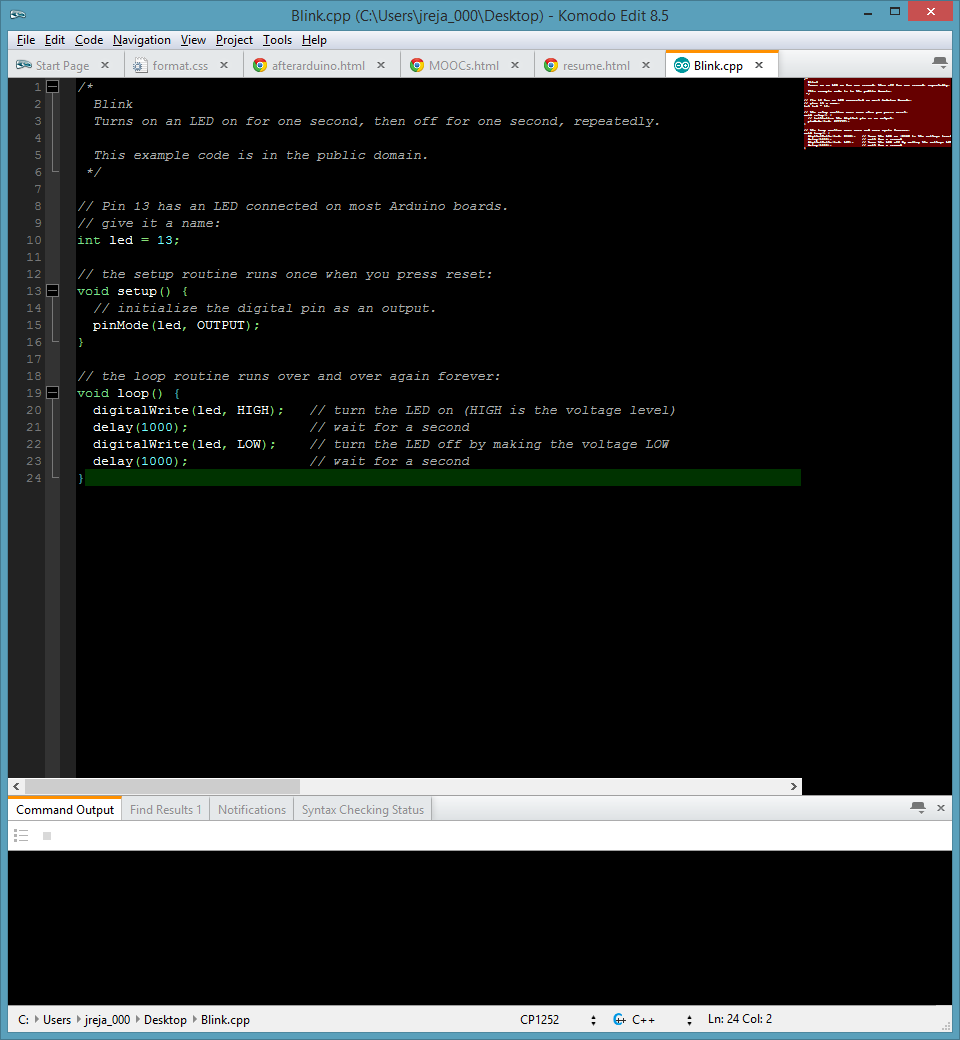 Blink.cpp (C:\Users\jreja_000\Desktop) - Komodo Edit 8.5
File Edit Code Navigation View Project Tools Help
Start Page format.css afterarduino.html MOOCs.html resume.html Blink.cpp
1 /*
2 Blink
3 Turns on an LED on for one second, then off for one second, repeatedly.
4
5 This example code is in the public domain.
6 */
7
8 // Pin 13 has an LED connected on most Arduino boards.
9 // give it a name:
10 int led = 13;
11
12 // the setup routine runs once when you press reset:
13 void setup() {
14 // initialize the digital pin as an output.
15 pinMode(led, OUTPUT);
16 }
17
18 // the loop routine runs over and over again forever:
19 void loop() {
20 digitalWrite(led, HIGH); // turn the LED on (HIGH is the voltage level)
21 delay(1000); // wait for a second
22 digitalWrite(led, LOW); // turn the LED off by making the voltage LOW
23 delay(1000); // wait for a second
24 }
Command Output Find Results 1 Notifications Syntax Checking Status
C: Users jreja_000 Desktop Blink.cpp CP1252 C++ Ln: 24 Col: 2